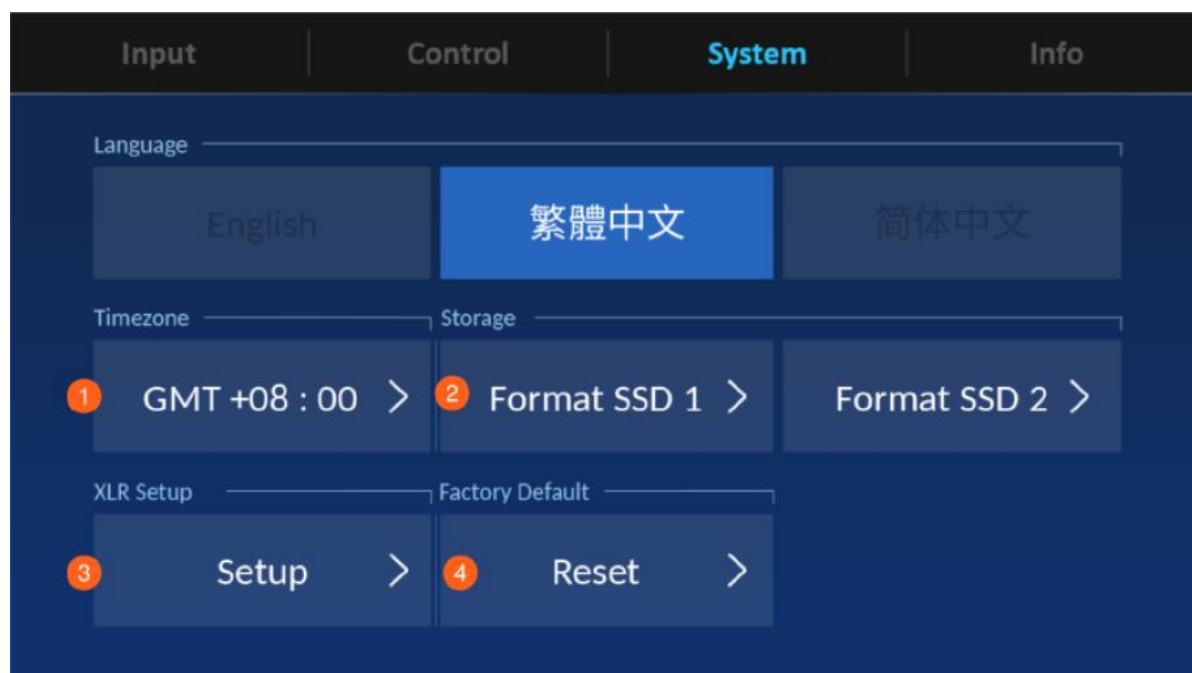 Input Control System Info
Language
English 繁體中文 简体中文
Timezone Storage
1 GMT +08 : 00 > 2 Format SSD 1 > Format SSD 2 >
XLR Setup Factory Default
3 Setup > 4 Reset >